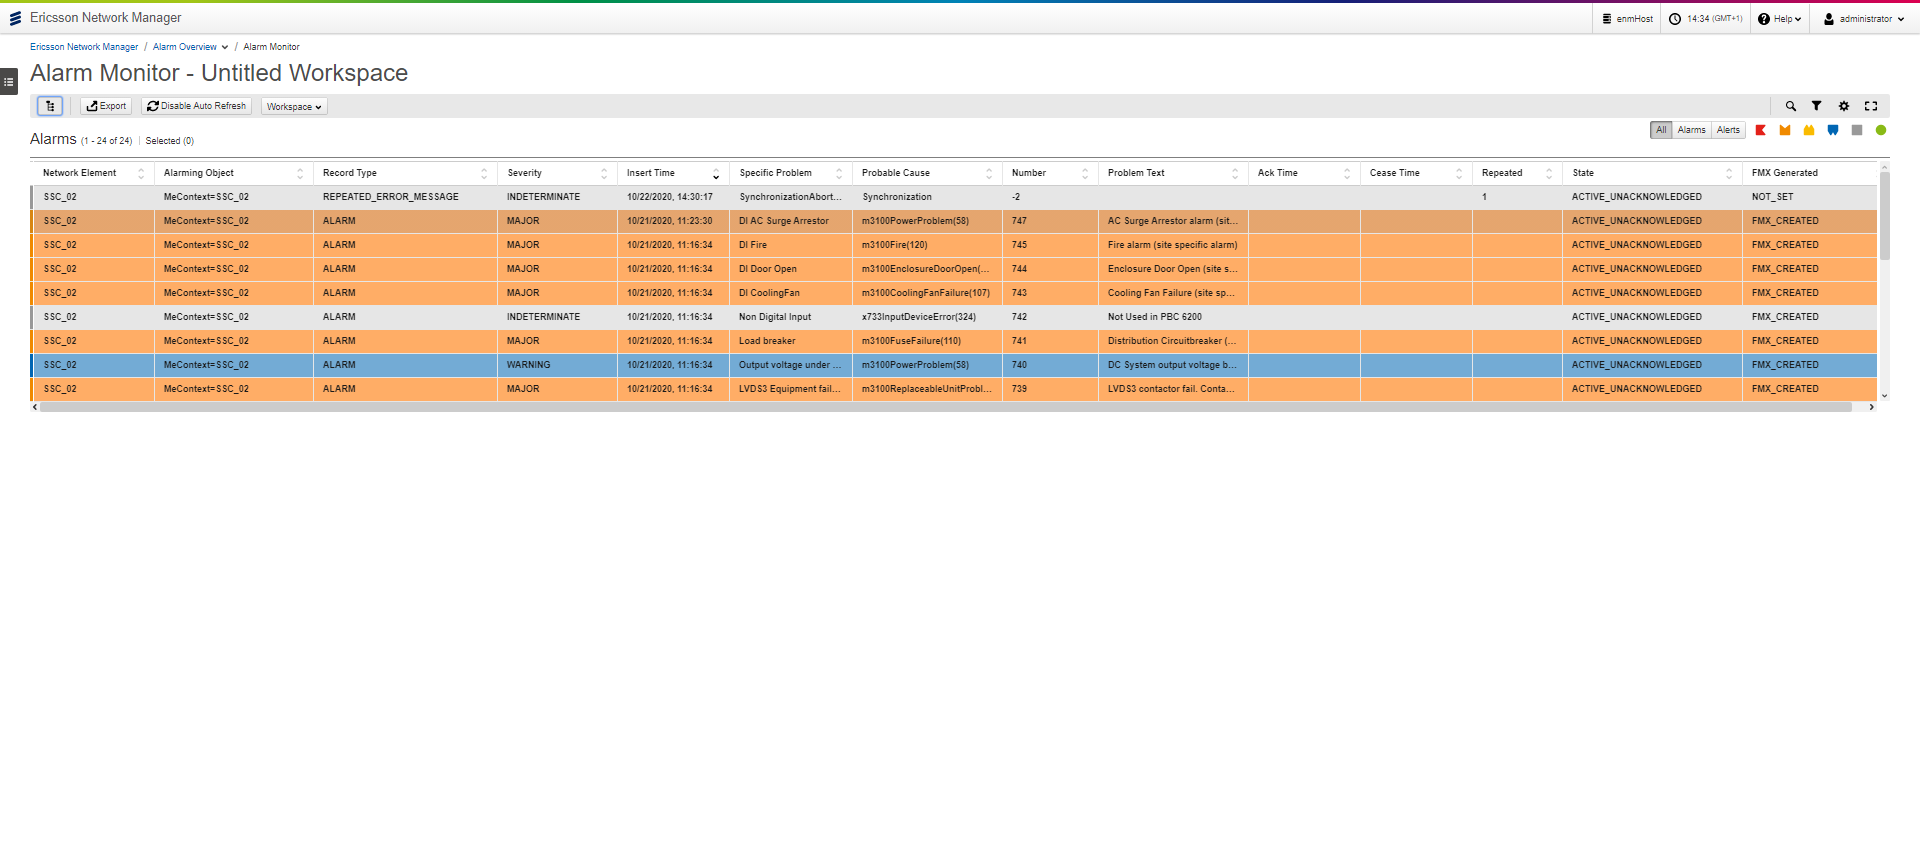 Ericsson Network Manager
enmHost
14:34 (GMT+1)
Help
administrator
Ericsson Network Manager / Alarm Overview / Alarm Monitor
Alarm Monitor - Untitled Workspace
Export
Disable Auto Refresh
Workspace
Alarms (1 - 24 of 24) Selected (0)
All Alarms Alerts
Network Element Alarming Object Record Type Severity Insert Time Specific Problem Probable Cause Number Problem Text Ack Time Cease Time Repeated State FMX Generated
SSC_02 MeContext=SSC_02 REPEATED_ERROR_MESSAGE INDETERMINATE 10/22/2020, 14:30:17 SynchronizationAbort... Synchronization -2 1 ACTIVE_UNACKNOWLEDGED NOT_SET
SSC_02 MeContext=SSC_02 ALARM MAJOR 10/21/2020, 11:23:30 DI AC Surge Arrestor m3100PowerProblem(58) 747 AC Surge Arrestor alarm (sit... ACTIVE_UNACKNOWLEDGED FMX_CREATED
SSC_02 MeContext=SSC_02 ALARM MAJOR 10/21/2020, 11:16:34 DI Fire m3100Fire(120) 745 Fire alarm (site specific alarm) ACTIVE_UNACKNOWLEDGED FMX_CREATED
SSC_02 MeContext=SSC_02 ALARM MAJOR 10/21/2020, 11:16:34 DI Door Open m3100EnclosureDoorOpen(... 744 Enclosure Door Open (site s... ACTIVE_UNACKNOWLEDGED FMX_CREATED
SSC_02 MeContext=SSC_02 ALARM MAJOR 10/21/2020, 11:16:34 DI CoolingFan m3100CoolingFanFailure(107) 743 Cooling Fan Failure (site sp... ACTIVE_UNACKNOWLEDGED FMX_CREATED
SSC_02 MeContext=SSC_02 ALARM INDETERMINATE 10/21/2020, 11:16:34 Non Digital Input x733InputDeviceError(324) 742 Not Used in PBC 6200 ACTIVE_UNACKNOWLEDGED FMX_CREATED
SSC_02 MeContext=SSC_02 ALARM MAJOR 10/21/2020, 11:16:34 Load breaker m3100FuseFailure(110) 741 Distribution Circuitbreaker (... ACTIVE_UNACKNOWLEDGED FMX_CREATED
SSC_02 MeContext=SSC_02 ALARM WARNING 10/21/2020, 11:16:34 Output voltage under ... m3100PowerProblem(58) 740 DC System output voltage b... ACTIVE_UNACKNOWLEDGED FMX_CREATED
SSC_02 MeContext=SSC_02 ALARM MAJOR 10/21/2020, 11:16:34 LVDS3 Equipment fail... m3100ReplaceableUnitProbl... 739 LVDS3 contactor fail. Conta... ACTIVE_UNACKNOWLEDGED FMX_CREATED